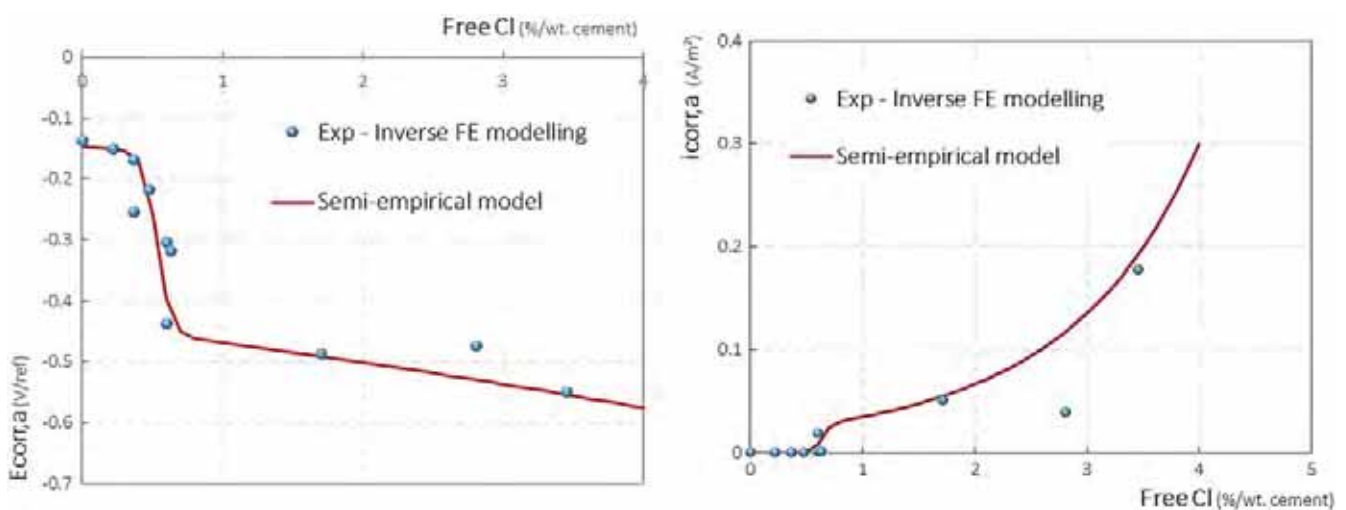 Free Cl (%/wt. cement)
0
0 1 2 3 4
-0.1
-0.2
-0.3
-0.4
-0.5
-0.6
-0.7
Ecorr,a (V/ref)
Exp - Inverse FE modelling
Semi-empirical model
icorr,a (A/m²)
0.4
0.3
0.2
0.1
0
Exp - Inverse FE modelling
Semi-empirical model
0 1 2 3 4 5
Free Cl (%/wt. cement)